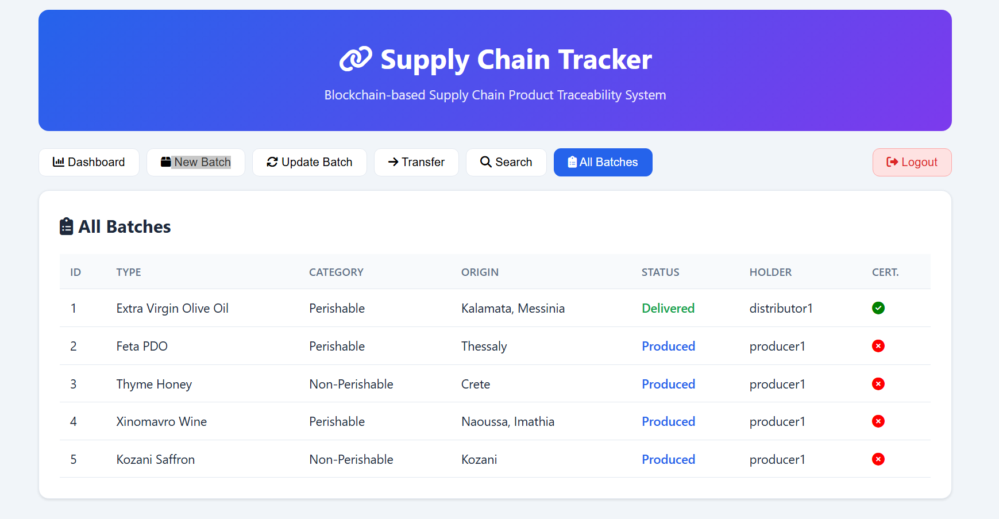 Supply Chain Tracker
Blockchain-based Supply Chain Product Traceability System
Dashboard New Batch Update Batch Transfer Search All Batches Logout
All Batches
ID TYPE CATEGORY ORIGIN STATUS HOLDER CERT.
1 Extra Virgin Olive Oil Perishable Kalamata, Messinia Delivered distributor1
2 Feta PDO Perishable Thessaly Produced producer1
3 Thyme Honey Non-Perishable Crete Produced producer1
4 Xinomavro Wine Perishable Naoussa, Imathia Produced producer1
5 Kozani Saffron Non-Perishable Kozani Produced producer1